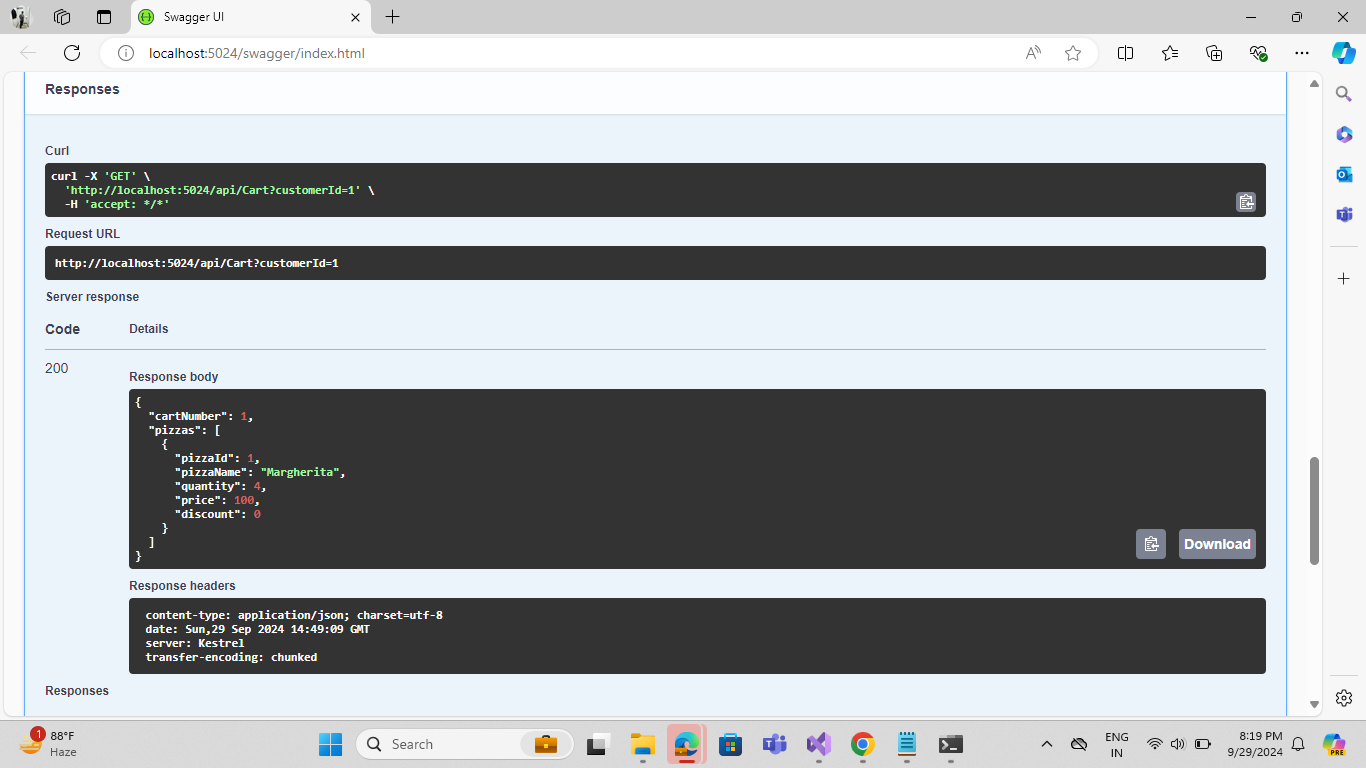 Swagger UI
localhost:5024/swagger/index.html
Responses
Curl
curl -X 'GET' \
'http://localhost:5024/api/Cart?customerId=1' \
-H 'accept: */*'
Request URL
http://localhost:5024/api/Cart?customerId=1
Server response
Code Details
200
Response body
{
"cartNumber": 1,
"pizzas": [
{
"pizzaId": 1,
"pizzaName": "Margherita",
"quantity": 4,
"price": 100,
"discount": 0
}
]
}
Download
Response headers
content-type: application/json; charset=utf-8
date: Sun,29 Sep 2024 14:49:09 GMT
server: Kestrel
transfer-encoding: chunked
Responses
1
88°F
Haze
Search
ENG
IN
8:19 PM
9/29/2024
PRE